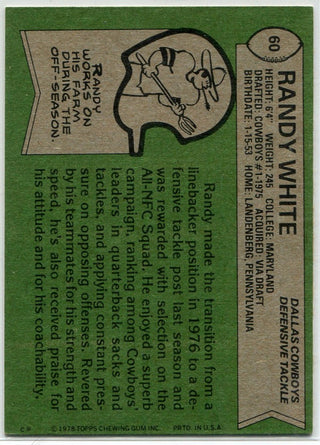 60
RANDY WHITE
DALLAS COWBOYS
DEFENSIVE TACKLE
HEIGHT: 6'4" WEIGHT: 245 COLLEGE: MARYLAND
DRAFTED: COWBOYS #1-1975 ACQUIRED: VIA DRAFT
BIRTHDATE: 1-15-53 HOME: LANDENBERG, PENNSYLVANIA
RANDY
WORKS ON
HIS FARM
DURING THE
OFF-SEASON.
Randy made the transition from a
linebacker position in 1976 to a de-
fensive tackle post last season and
was rewarded with selection on the
All-NFC Squad. He enjoyed a superb
campaign, ranking among Cowboys'
leaders in quarterback sacks and
tackles, and applying constant pres-
sure on opposing offenses. Revered
by his teammates for his strength and
speed, he's also received praise for
his attitude and for his coachability.
© 1978 TOPPS CHEWING GUM INC. PRTD. IN U.S.A.